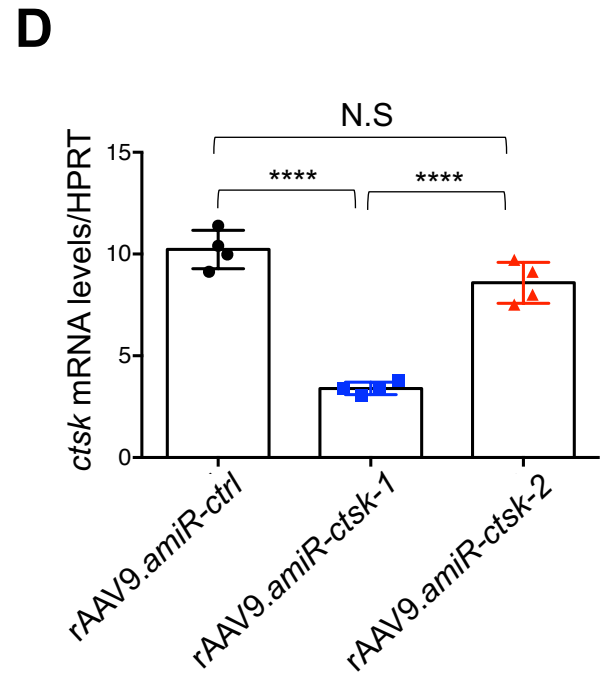 D
N.S
**** ****
ctsk mRNA levels/HPRT
15
10
5
0
rAAV9.amiR-ctrl
rAAV9.amiR-ctsk-1
rAAV9.amiR-ctsk-2